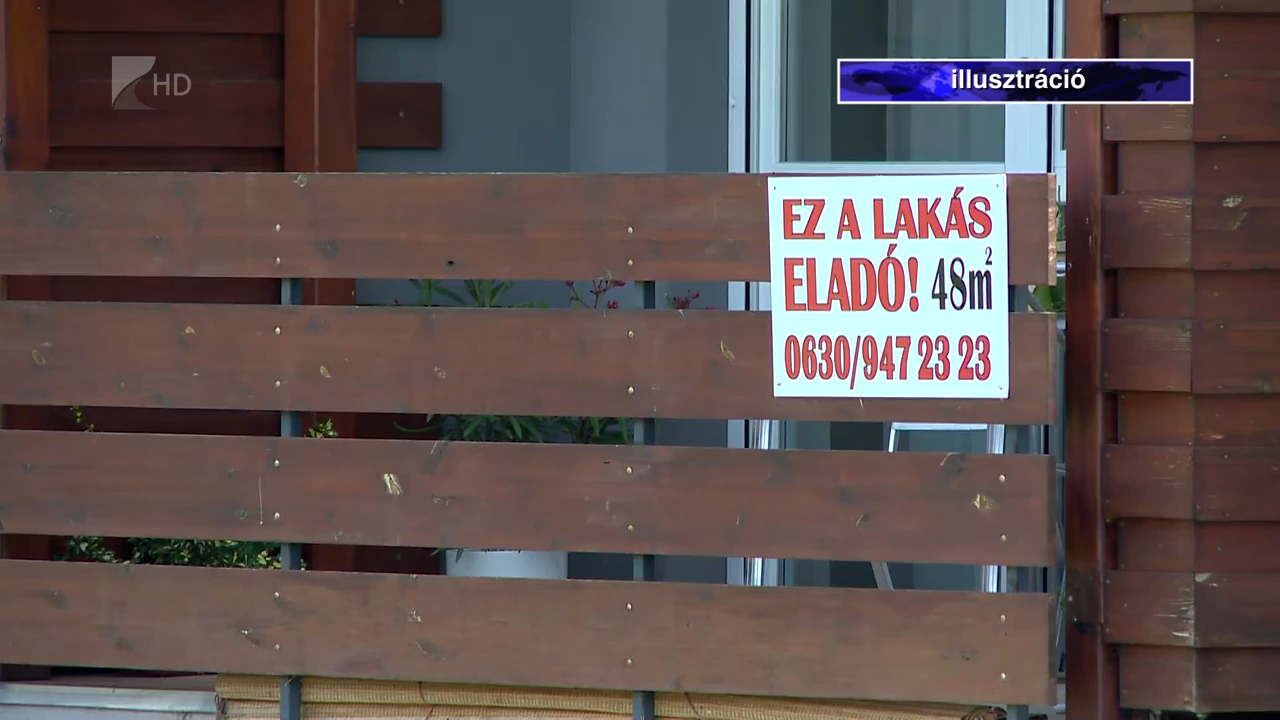 HD
illusztráció
EZ A LAKÁS
ELADÓ! 48m²
0630/947 23 23